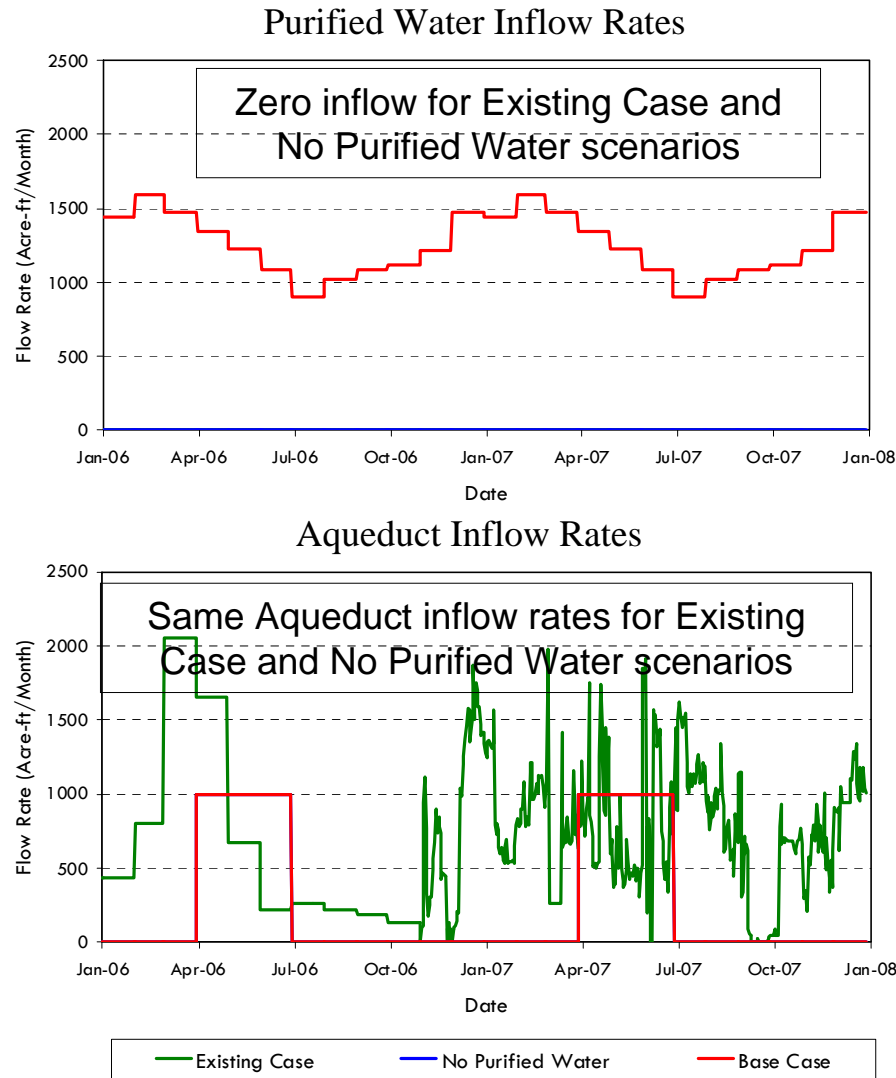 Purified Water Inflow Rates
2500
Zero inflow for Existing Case and
No Purified Water scenarios
2000
1500
1000
500
0
Flow Rate (Acre-ft/Month)
Jan-06 Apr-06 Jul-06 Oct-06 Jan-07 Apr-07 Jul-07 Oct-07 Jan-08
Date
Aqueduct Inflow Rates
2500
Same Aqueduct inflow rates for Existing
Case and No Purified Water scenarios
2000
1500
1000
500
0
Flow Rate (Acre-ft/Month)
Jan-06 Apr-06 Jul-06 Oct-06 Jan-07 Apr-07 Jul-07 Oct-07 Jan-08
Date
Existing Case No Purified Water Base Case